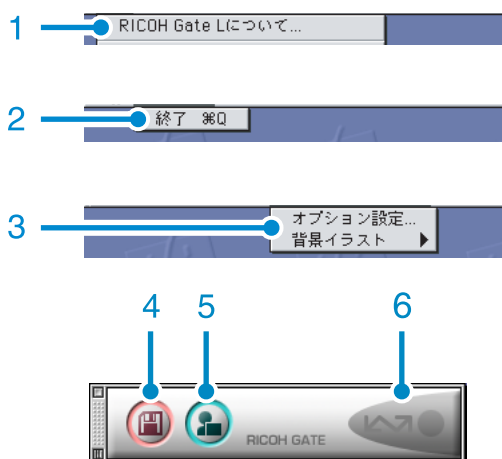 1
RICOH Gate Lについて...
2
終了 ⌘Q
3
オプション設定...
背景イラスト
4 5 6
RICOH GATE